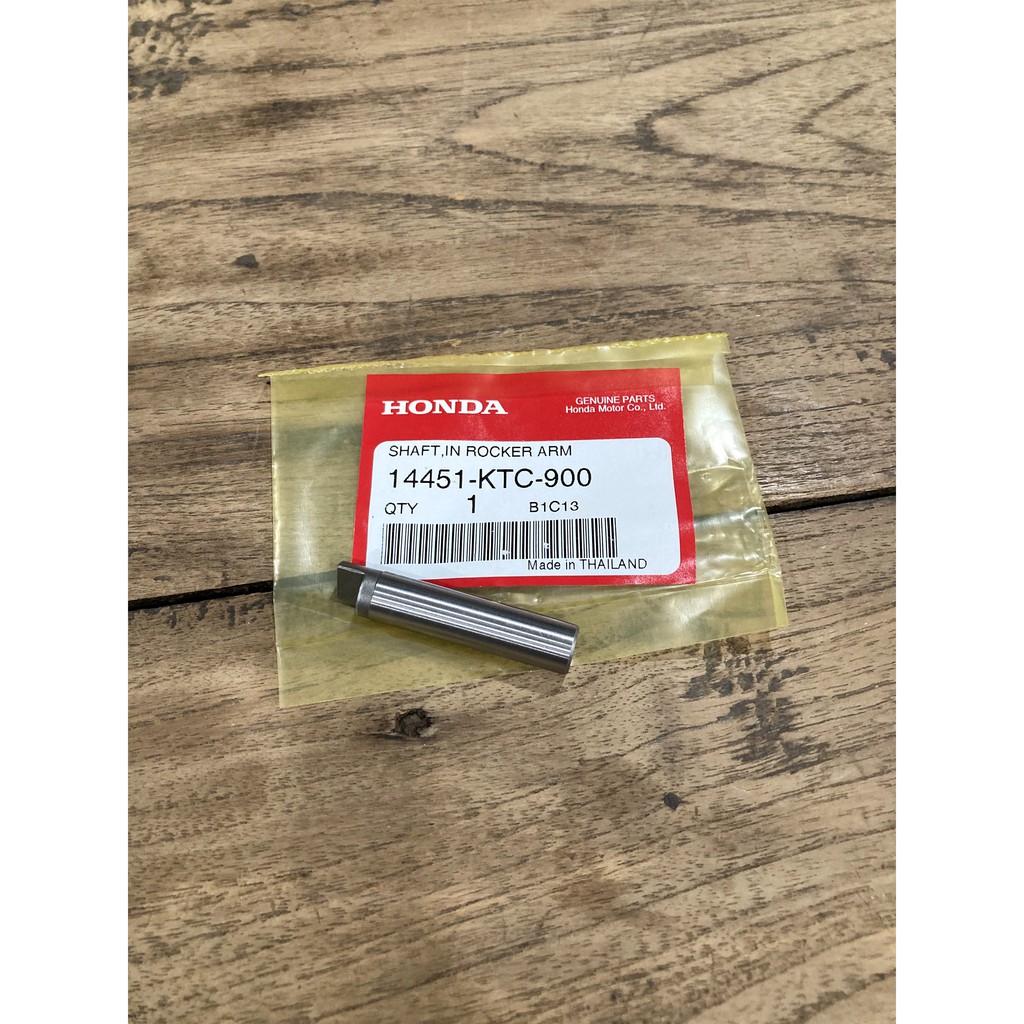 HONDA
GENUINE PARTS
Honda Motor Co., Ltd.
SHAFT,IN ROCKER ARM
14451-KTC-900
QTY 1 B1C13
Made in THAILAND